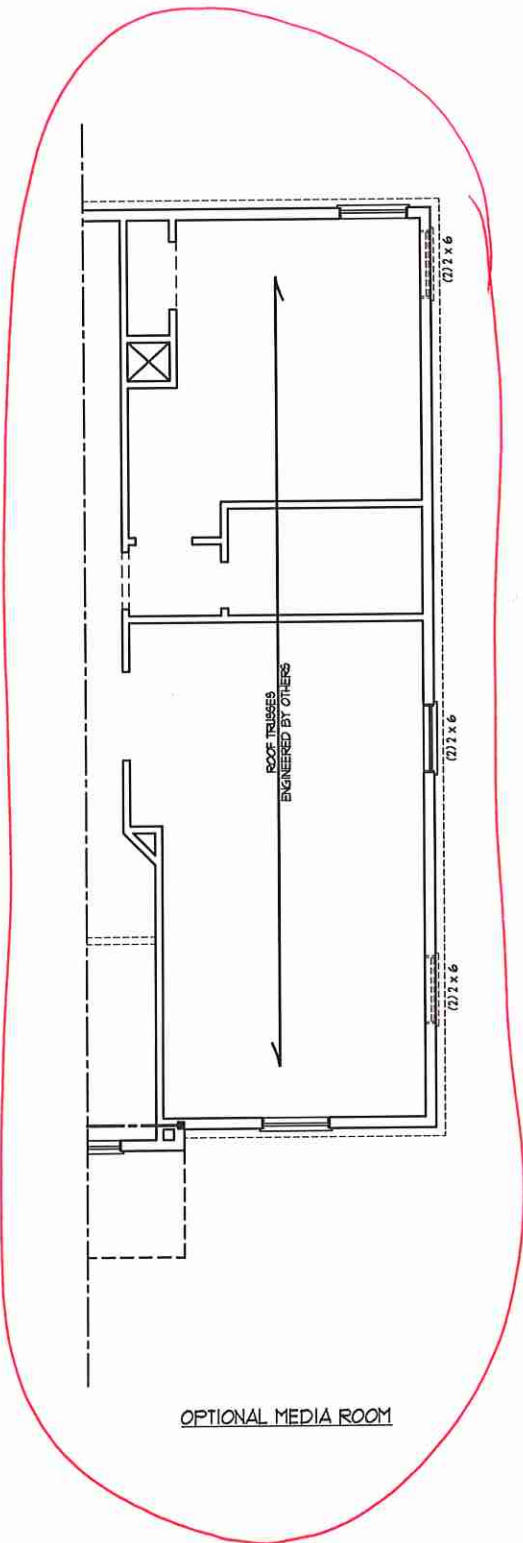 (2) 2 x 6
ROOF TRUSSES
ENGINEERED BY OTHERS
(2) 2 x 6
(2) 2 x 6
OPTIONAL MEDIA ROOM